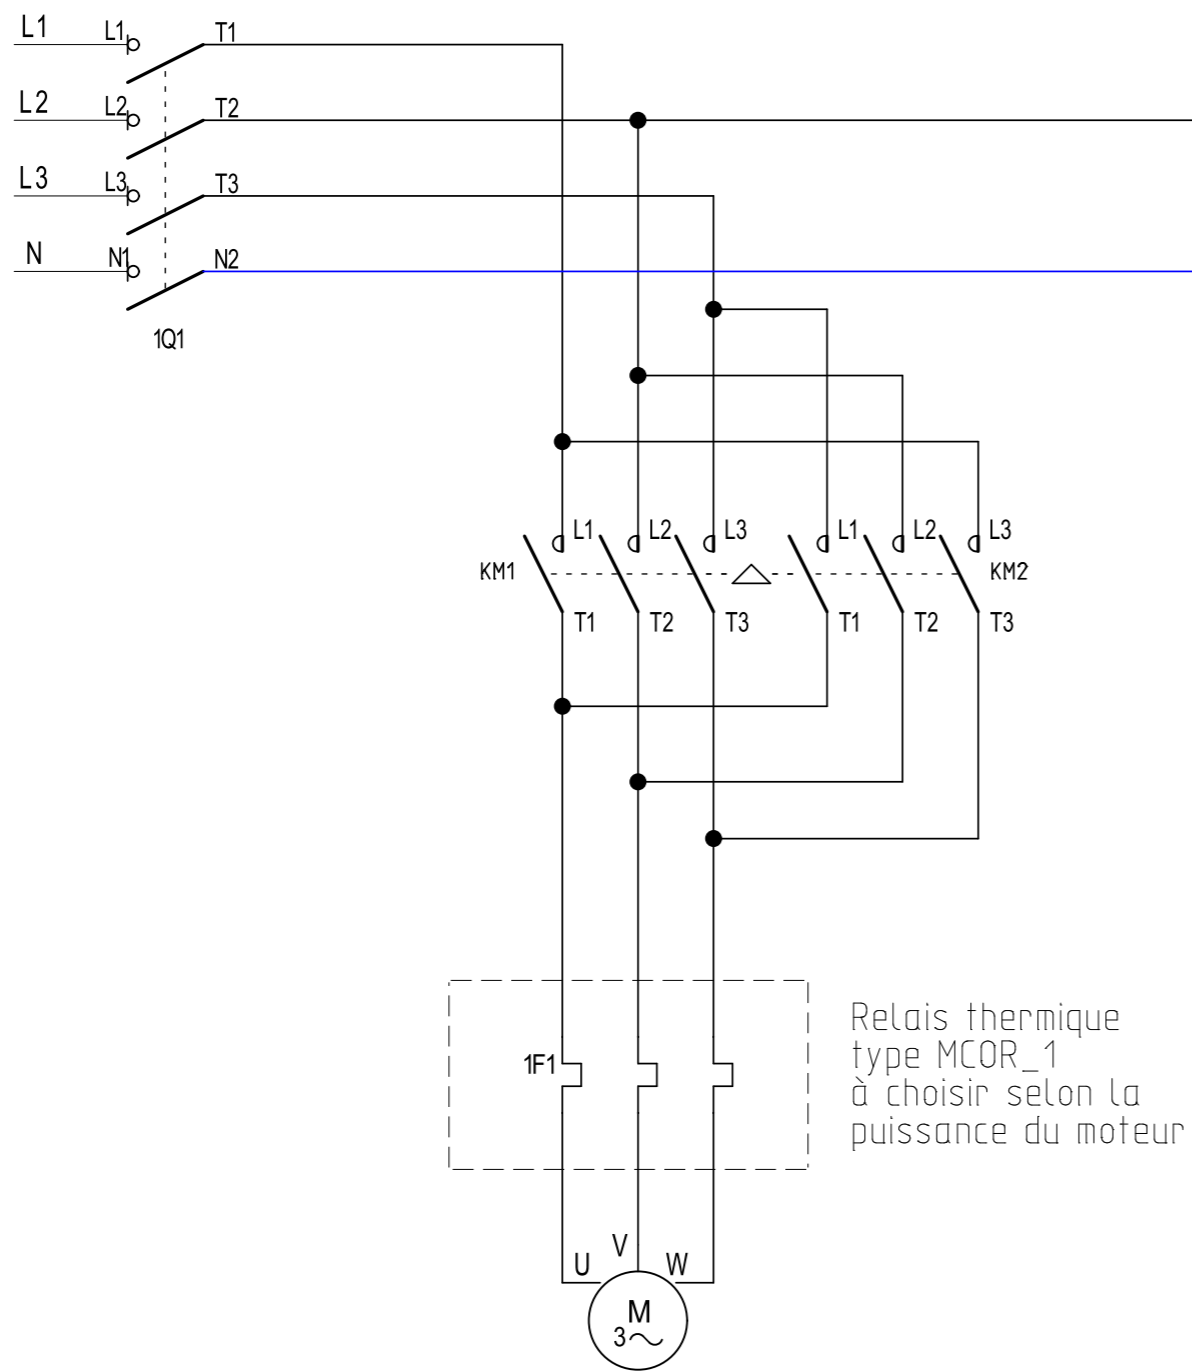 L1 L1 T1
L2 L2 T2
L3 L3 T3
N N1 N2
1Q1
L1 L2 L3 L1 L2 L3
KM1 KM2
T1 T2 T3 T1 T2 T3
Relais thermique
type MCOR_1
à choisir selon la
puissance du moteur
1F1
U V W
M
3~